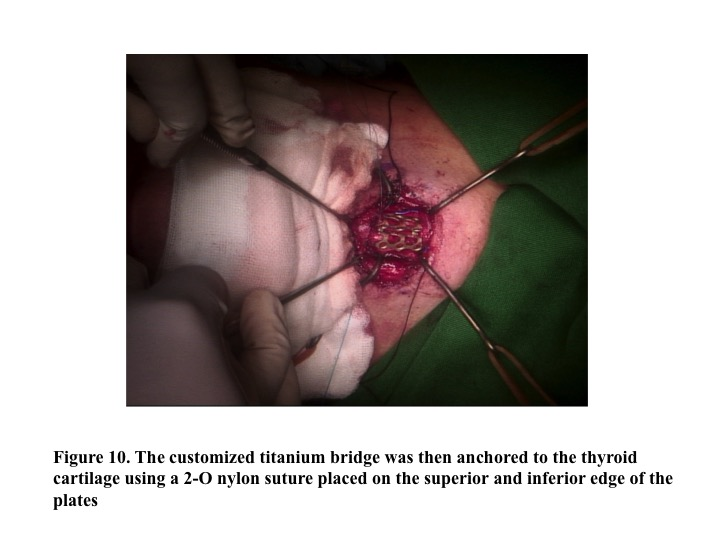 Figure 10. The customized titanium bridge was then anchored to the thyroid
cartilage using a 2-O nylon suture placed on the superior and inferior edge of the
plates